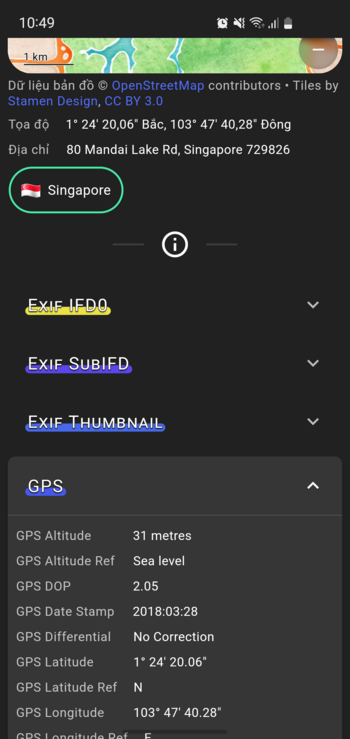 10:49
1 km
Dữ liệu bản đồ © OpenStreetMap contributors • Tiles by
Stamen Design, CC BY 3.0
Tọa độ 1° 24' 20,06" Bắc, 103° 47' 40,28" Đông
Địa chỉ 80 Mandai Lake Rd, Singapore 729826
Singapore
Exif IFD0
Exif SubIFD
Exif Thumbnail
GPS
GPS Altitude 31 metres
GPS Altitude Ref Sea level
GPS DOP 2.05
GPS Date Stamp 2018:03:28
GPS Differential No Correction
GPS Latitude 1° 24' 20.06"
GPS Latitude Ref N
GPS Longitude 103° 47' 40.28"
GPS Longitude Ref E